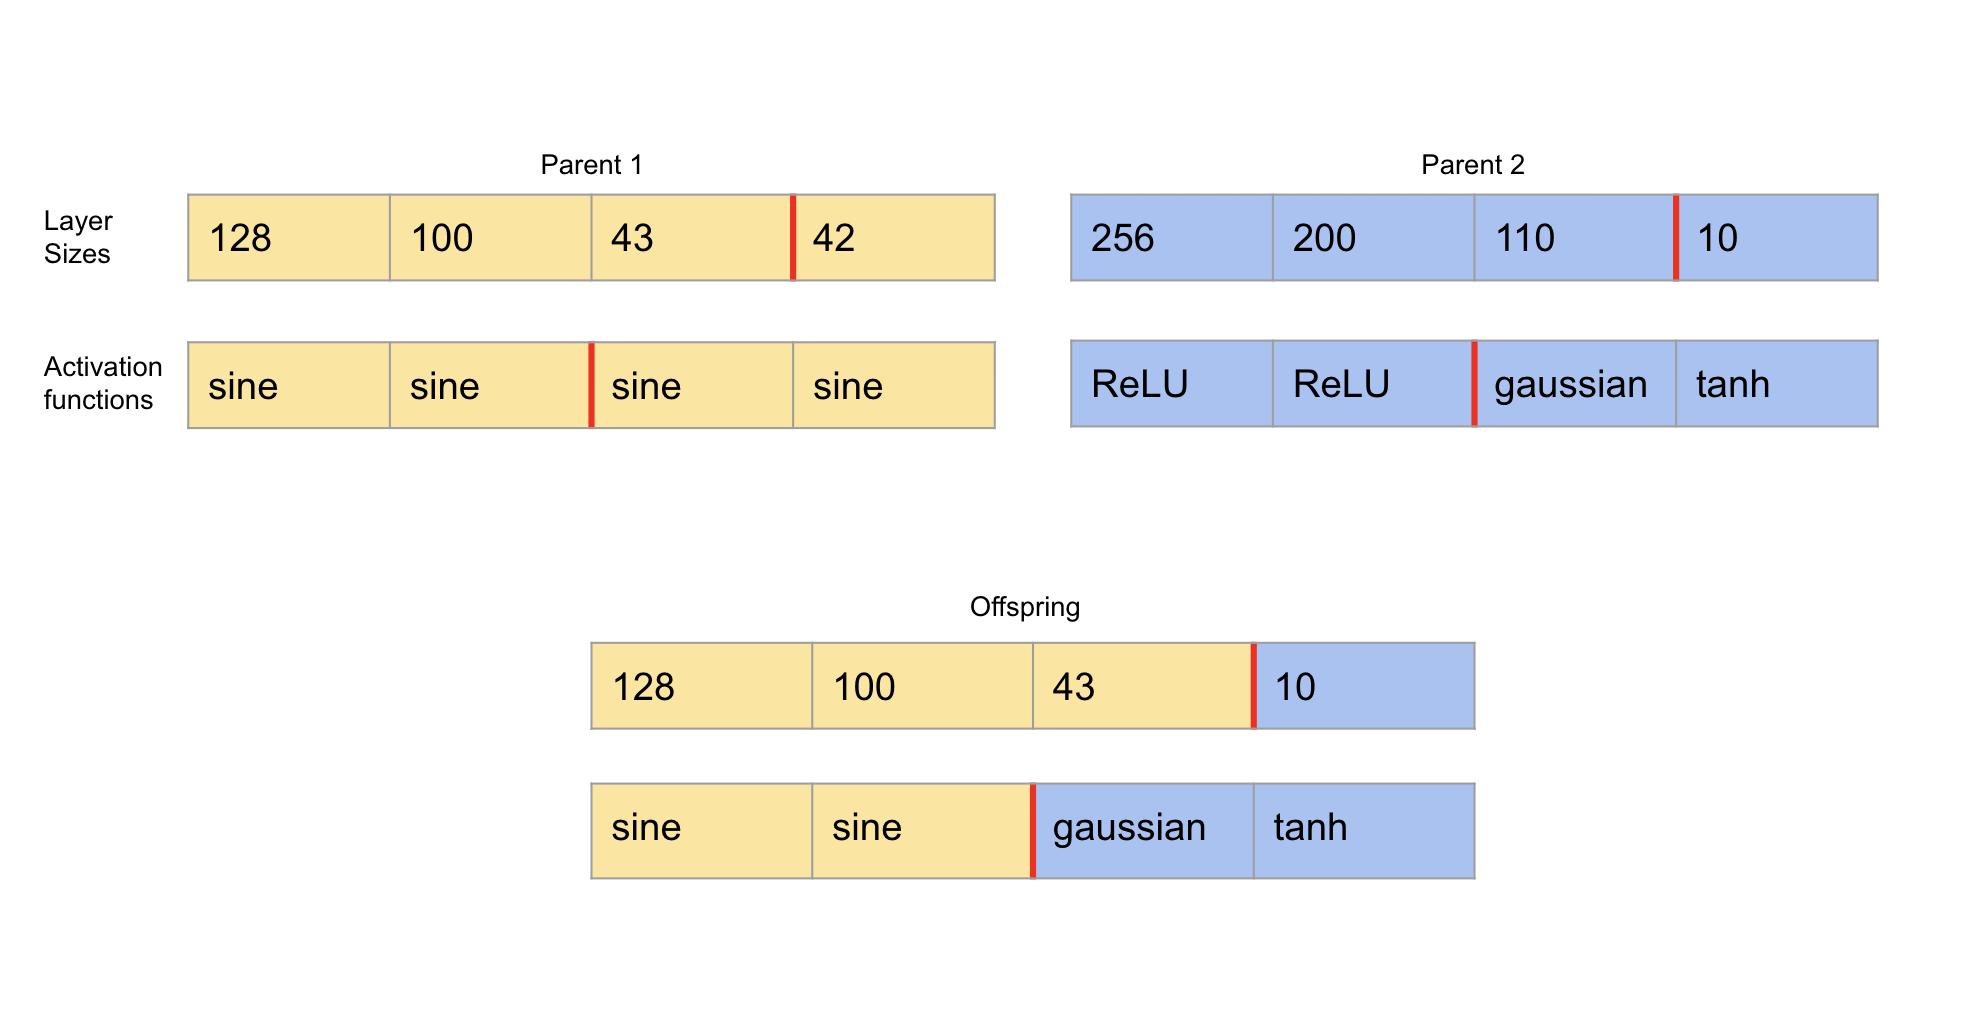 Parent 1
Parent 2
Layer
Sizes
128 100 43 42
256 200 110 10
Activation
functions
sine sine sine sine
ReLU ReLU gaussian tanh
Offspring
128 100 43 10
sine sine gaussian tanh